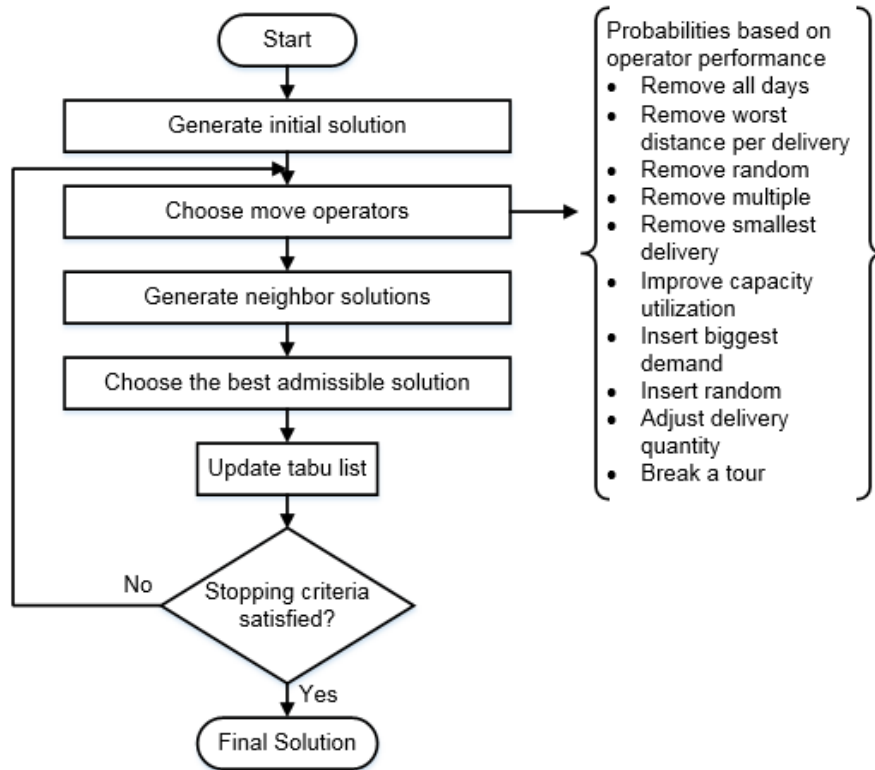 Start
Generate initial solution
Choose move operators
Generate neighbor solutions
Choose the best admissible solution
Update tabu list
No
Stopping criteria
satisfied?
Yes
Final Solution
Probabilities based on
operator performance
• Remove all days
• Remove worst
distance per delivery
• Remove random
• Remove multiple
• Remove smallest
delivery
• Improve capacity
utilization
• Insert biggest
demand
• Insert random
• Adjust delivery
quantity
• Break a tour